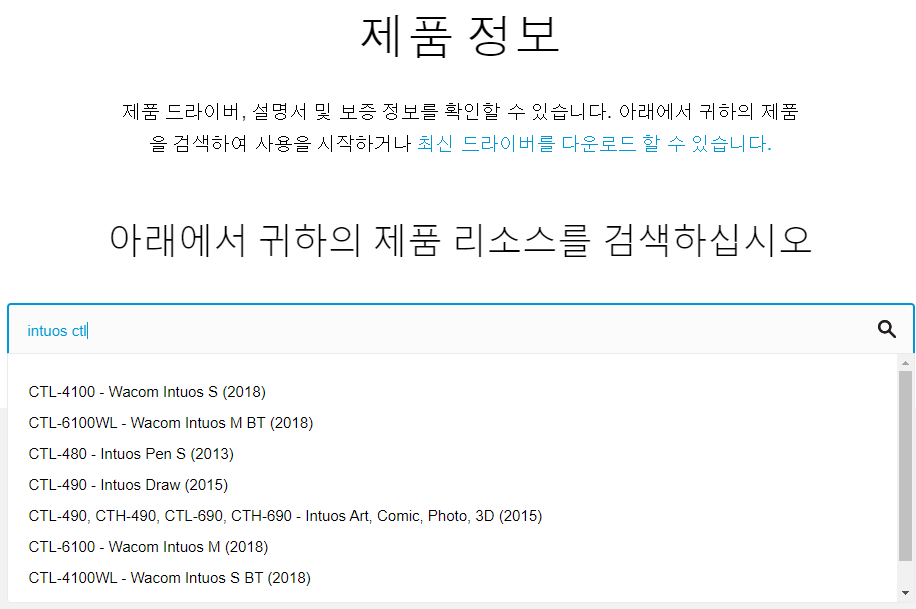 제품 정보
제품 드라이버, 설명서 및 보증 정보를 확인할 수 있습니다. 아래에서 귀하의 제품
을 검색하여 사용을 시작하거나 최신 드라이버를 다운로드 할 수 있습니다.
아래에서 귀하의 제품 리소스를 검색하십시오
intuos ctl
CTL-4100 - Wacom Intuos S (2018)
CTL-6100WL - Wacom Intuos M BT (2018)
CTL-480 - Intuos Pen S (2013)
CTL-490 - Intuos Draw (2015)
CTL-490, CTH-490, CTL-690, CTH-690 - Intuos Art, Comic, Photo, 3D (2015)
CTL-6100 - Wacom Intuos M (2018)
CTL-4100WL - Wacom Intuos S BT (2018)